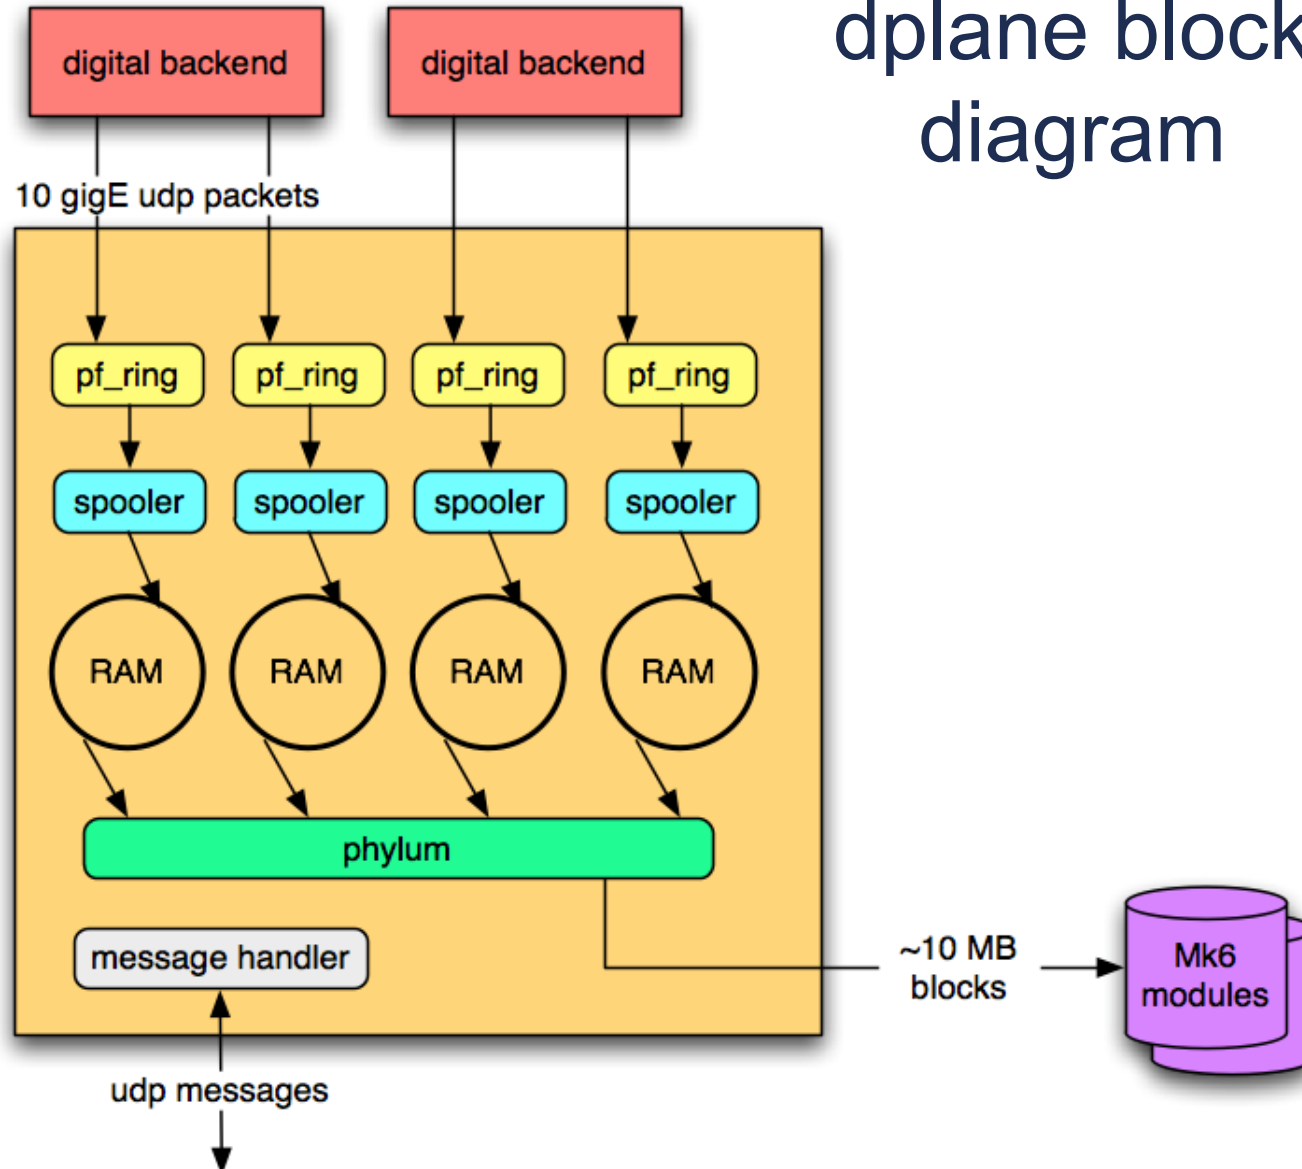 dplane block
diagram
digital backend
digital backend
10 gigE udp packets
pf_ring
pf_ring
pf_ring
pf_ring
spooler
spooler
spooler
spooler
RAM
RAM
RAM
RAM
phylum
message handler
~10 MB
blocks
Mk6
modules
udp messages